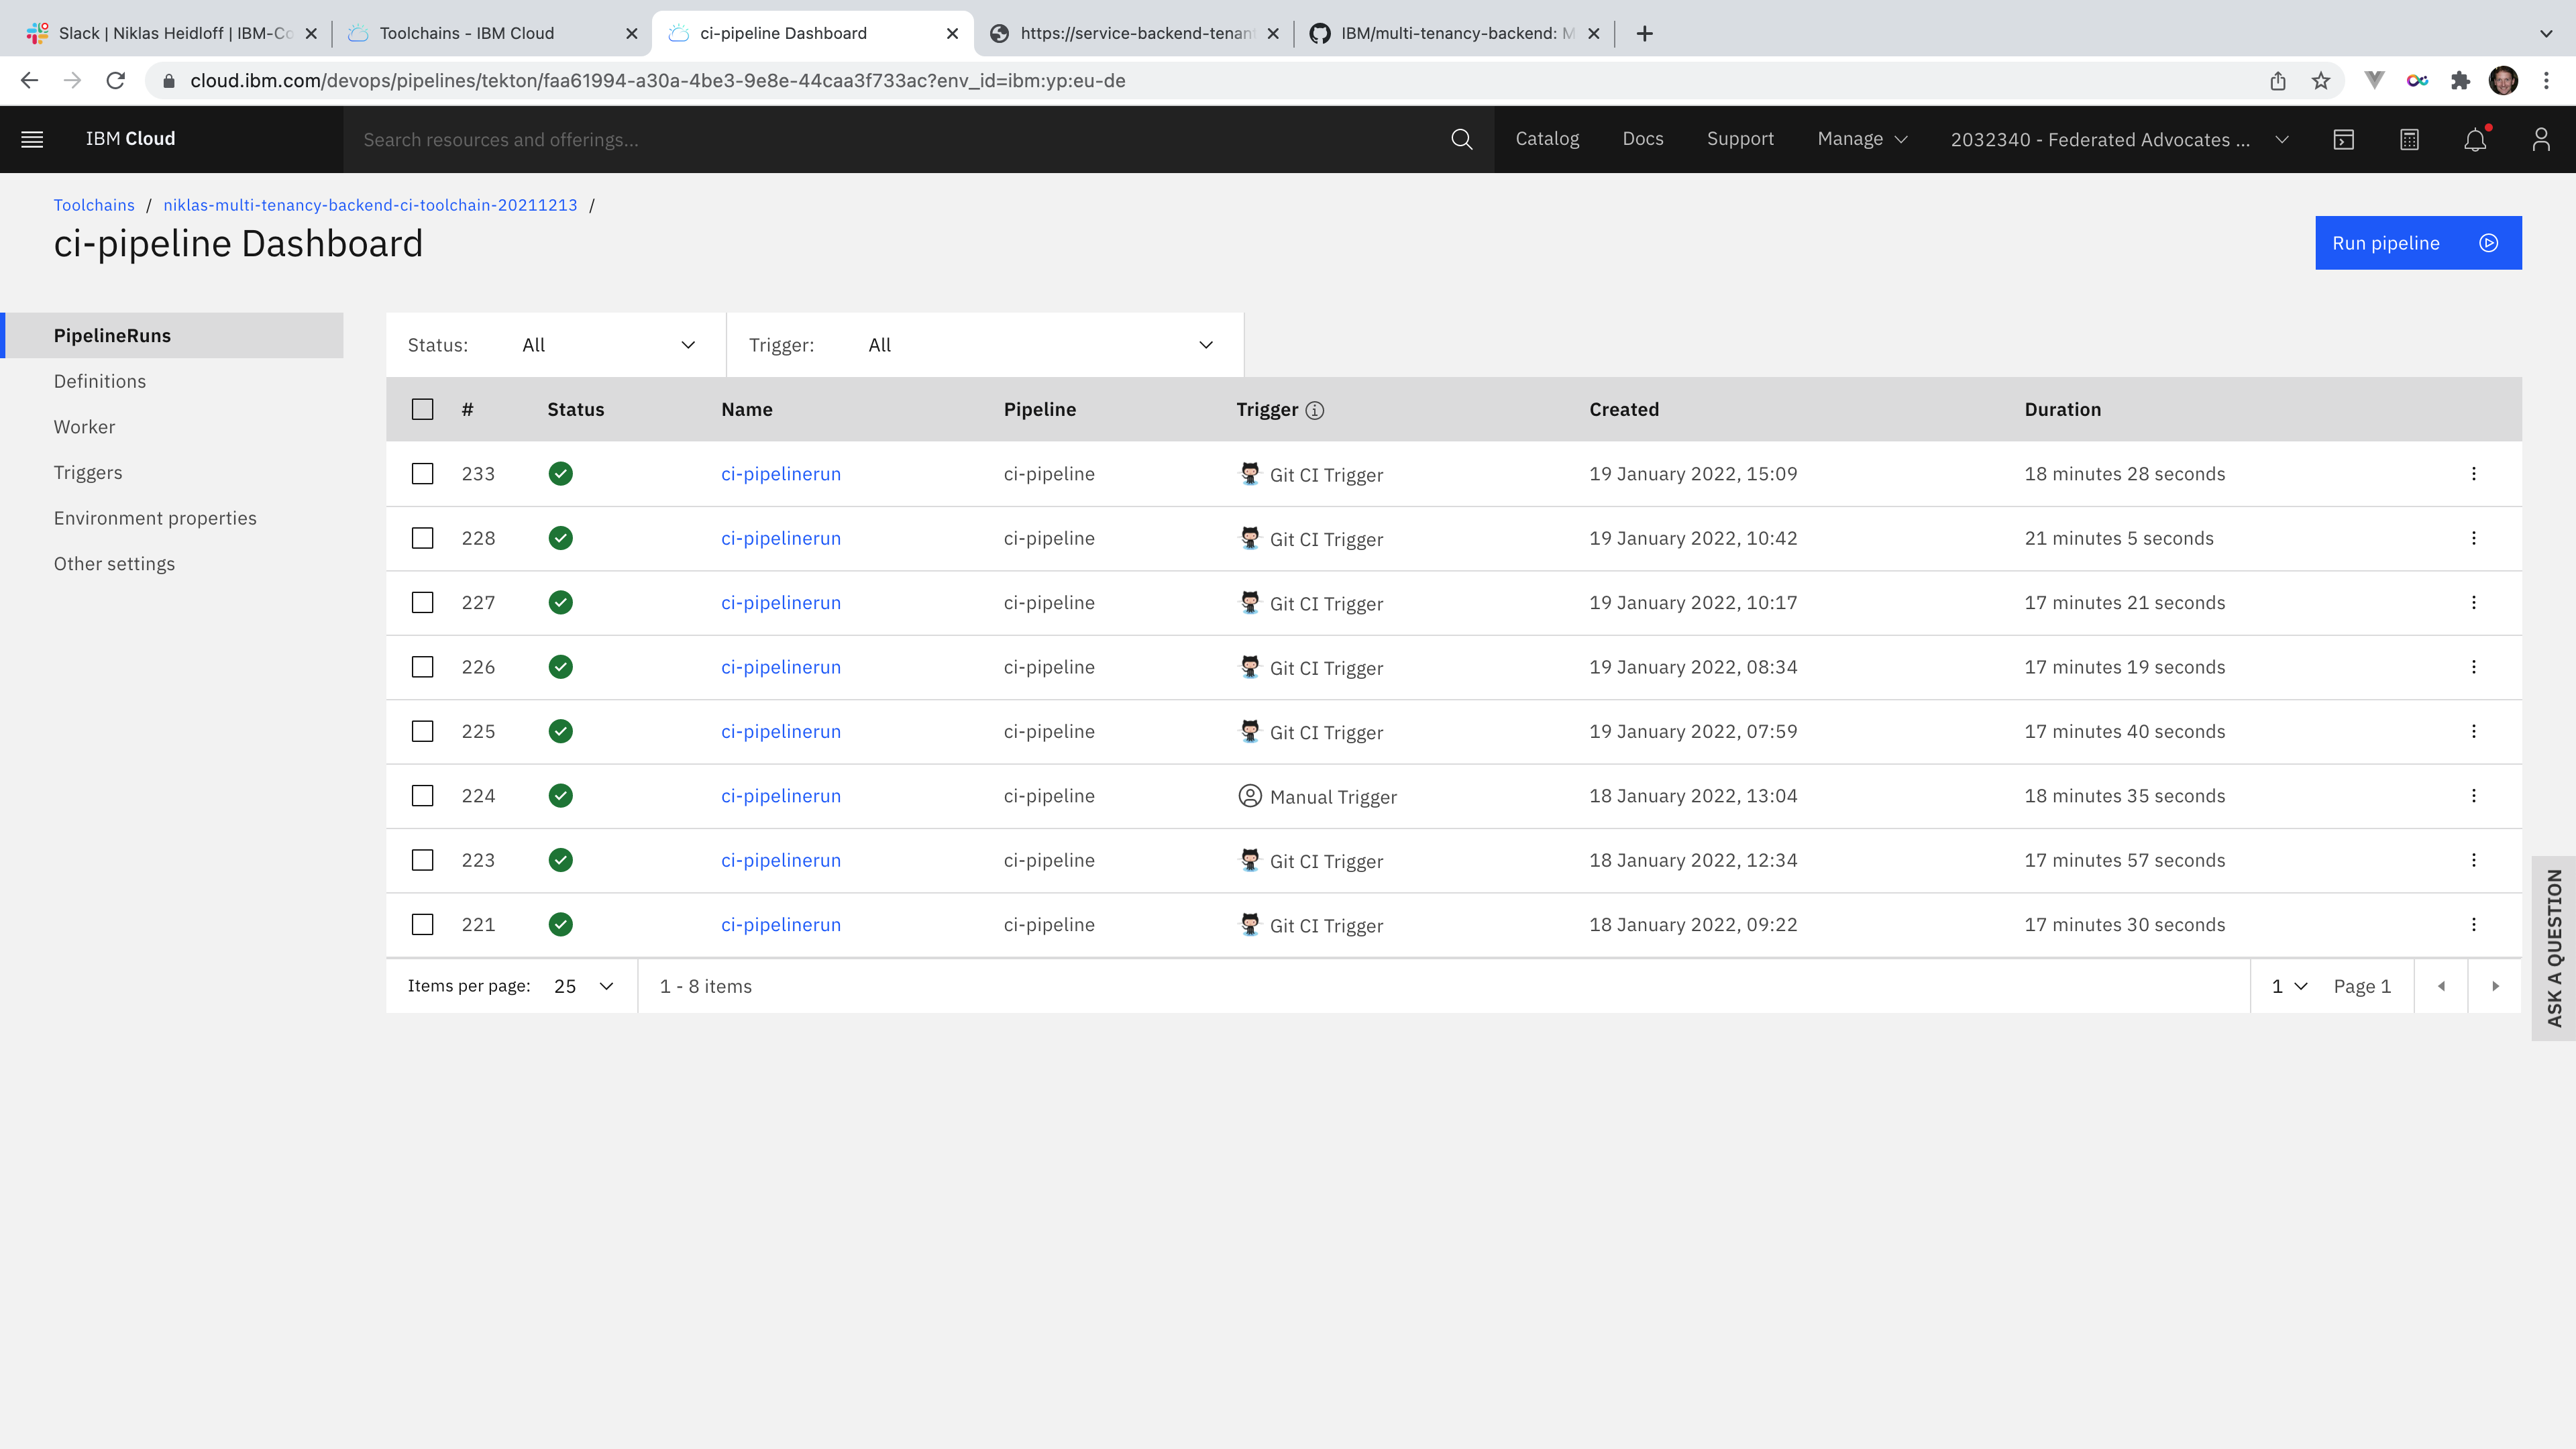 Slack | Niklas Heidloff | IBM-Co
Toolchains - IBM Cloud
ci-pipeline Dashboard
https://service-backend-tenan
IBM/multi-tenancy-backend: M
cloud.ibm.com/devops/pipelines/tekton/faa61994-a30a-4be3-9e8e-44caa3f733ac?env_id=ibm:yp:eu-de
IBM Cloud
Search resources and offerings...
Catalog
Docs
Support
Manage
2032340 - Federated Advocates ...
Toolchains / niklas-multi-tenancy-backend-ci-toolchain-20211213 /
ci-pipeline Dashboard
Run pipeline
PipelineRuns
Definitions
Worker
Triggers
Environment properties
Other settings
Status: All
Trigger: All
# Status Name Pipeline Trigger Created Duration
233 ci-pipelinerun ci-pipeline Git CI Trigger 19 January 2022, 15:09 18 minutes 28 seconds
228 ci-pipelinerun ci-pipeline Git CI Trigger 19 January 2022, 10:42 21 minutes 5 seconds
227 ci-pipelinerun ci-pipeline Git CI Trigger 19 January 2022, 10:17 17 minutes 21 seconds
226 ci-pipelinerun ci-pipeline Git CI Trigger 19 January 2022, 08:34 17 minutes 19 seconds
225 ci-pipelinerun ci-pipeline Git CI Trigger 19 January 2022, 07:59 17 minutes 40 seconds
224 ci-pipelinerun ci-pipeline Manual Trigger 18 January 2022, 13:04 18 minutes 35 seconds
223 ci-pipelinerun ci-pipeline Git CI Trigger 18 January 2022, 12:34 17 minutes 57 seconds
221 ci-pipelinerun ci-pipeline Git CI Trigger 18 January 2022, 09:22 17 minutes 30 seconds
Items per page: 25
1 - 8 items
1
Page 1
ASK A QUESTION